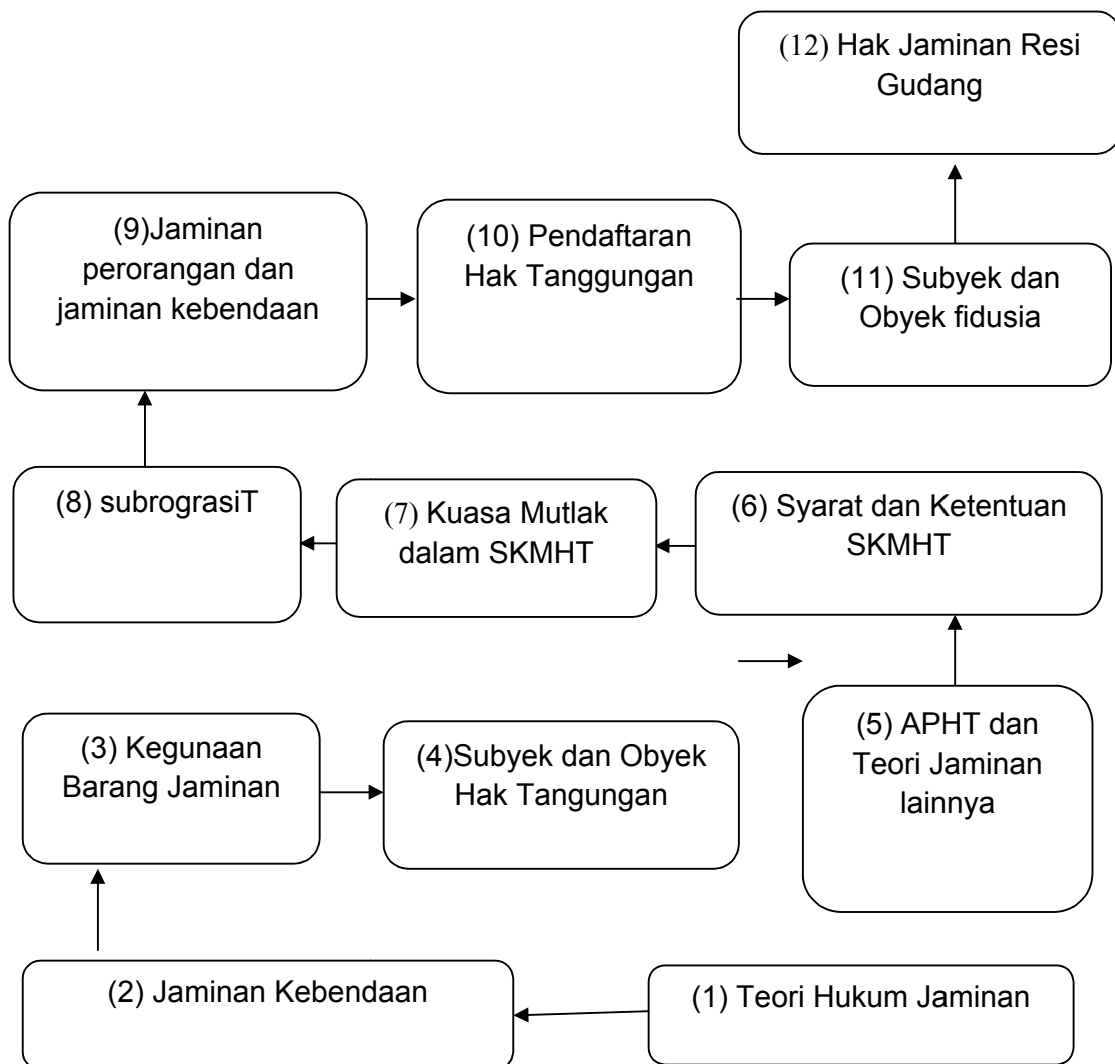 (12) Hak Jaminan Resi
Gudang
(9)Jaminan
perorangan dan
jaminan kebendaan
(10) Pendaftaran
Hak Tanggungan
(11) Subyek dan
Obyek fidusia
(8) subrograsiT
(7) Kuasa Mutlak
dalam SKMHT
(6) Syarat dan Ketentuan
SKMHT
(3) Kegunaan
Barang Jaminan
(4)Subyek dan Obyek
Hak Tangungan
(5) APHT dan
Teori Jaminan
lainnya
(2) Jaminan Kebendaan
(1) Teori Hukum Jaminan